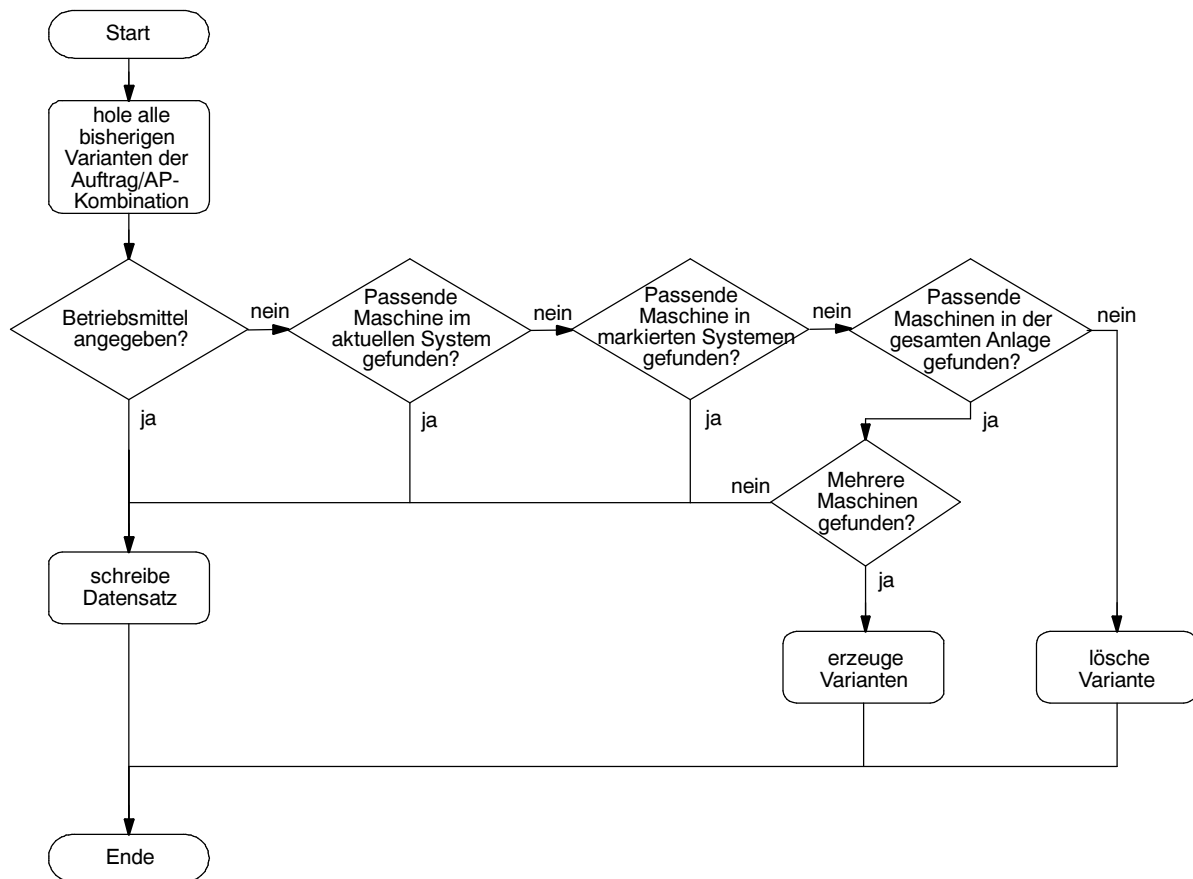 Start
hole alle
bisherigen
Varianten der
Auftrag/AP-
Kombination
Betriebsmittel
angegeben?
nein
ja
Passende
Maschine im
aktuellen System
gefunden?
nein
ja
Passende
Maschine in
markierten Systemen
gefunden?
nein
ja
Passende
Maschinen in der
gesamten Anlage
gefunden?
nein
ja
Mehrere
Maschinen
gefunden?
nein
ja
schreibe
Datensatz
erzeuge
Varianten
lösche
Variante
Ende